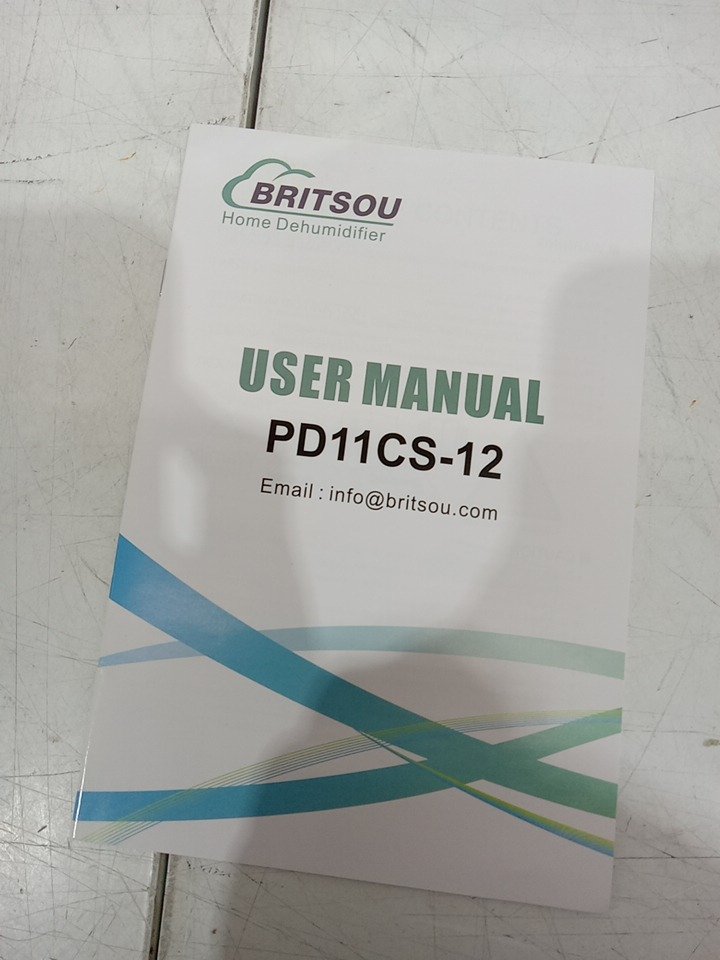 BRITSOU
Home Dehumidifier
USER MANUAL
PD11CS-12
Email : info@britsou.com